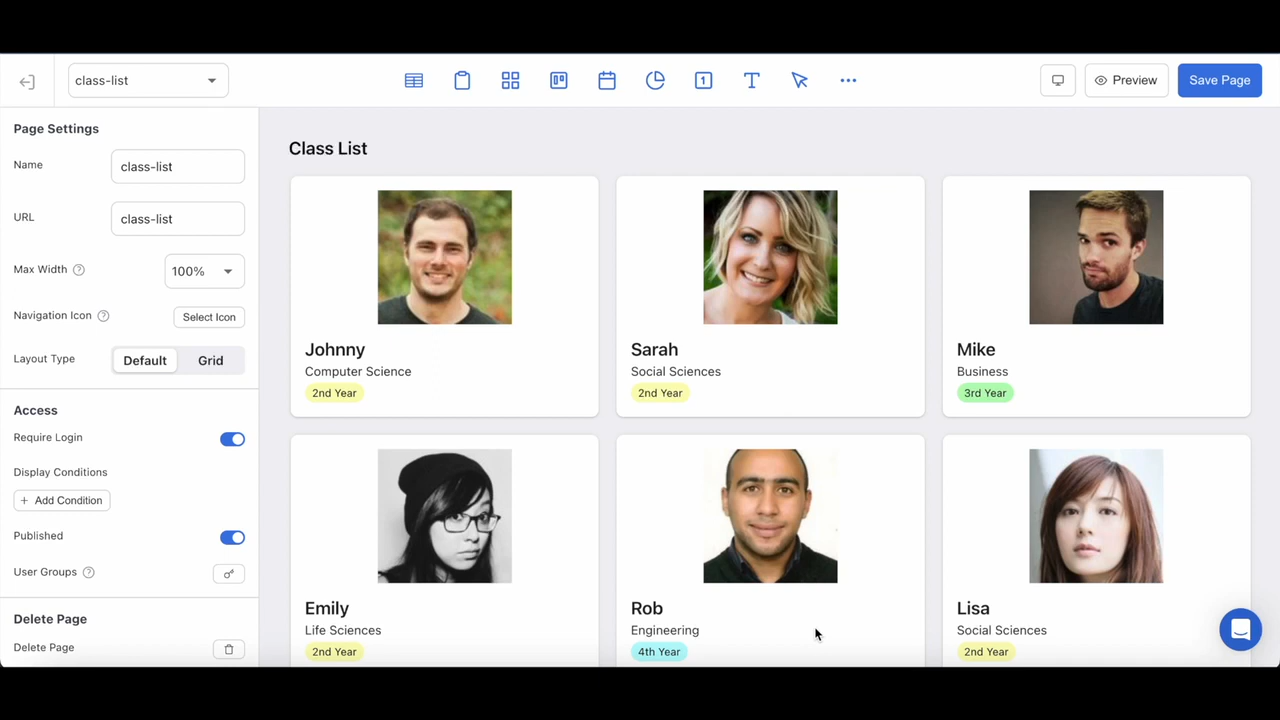 class-list
1
T
Preview
Save Page
Page Settings
Name
class-list
URL
class-list
Max Width ?
100%
Navigation Icon ?
Select Icon
Layout Type
Default
Grid
Access
Require Login
Display Conditions
+ Add Condition
Published
User Groups ?
Delete Page
Delete Page
Class List
Johnny
Computer Science
2nd Year
Sarah
Social Sciences
2nd Year
Mike
Business
3rd Year
Emily
Life Sciences
2nd Year
Rob
Engineering
4th Year
Lisa
Social Sciences
2nd Year